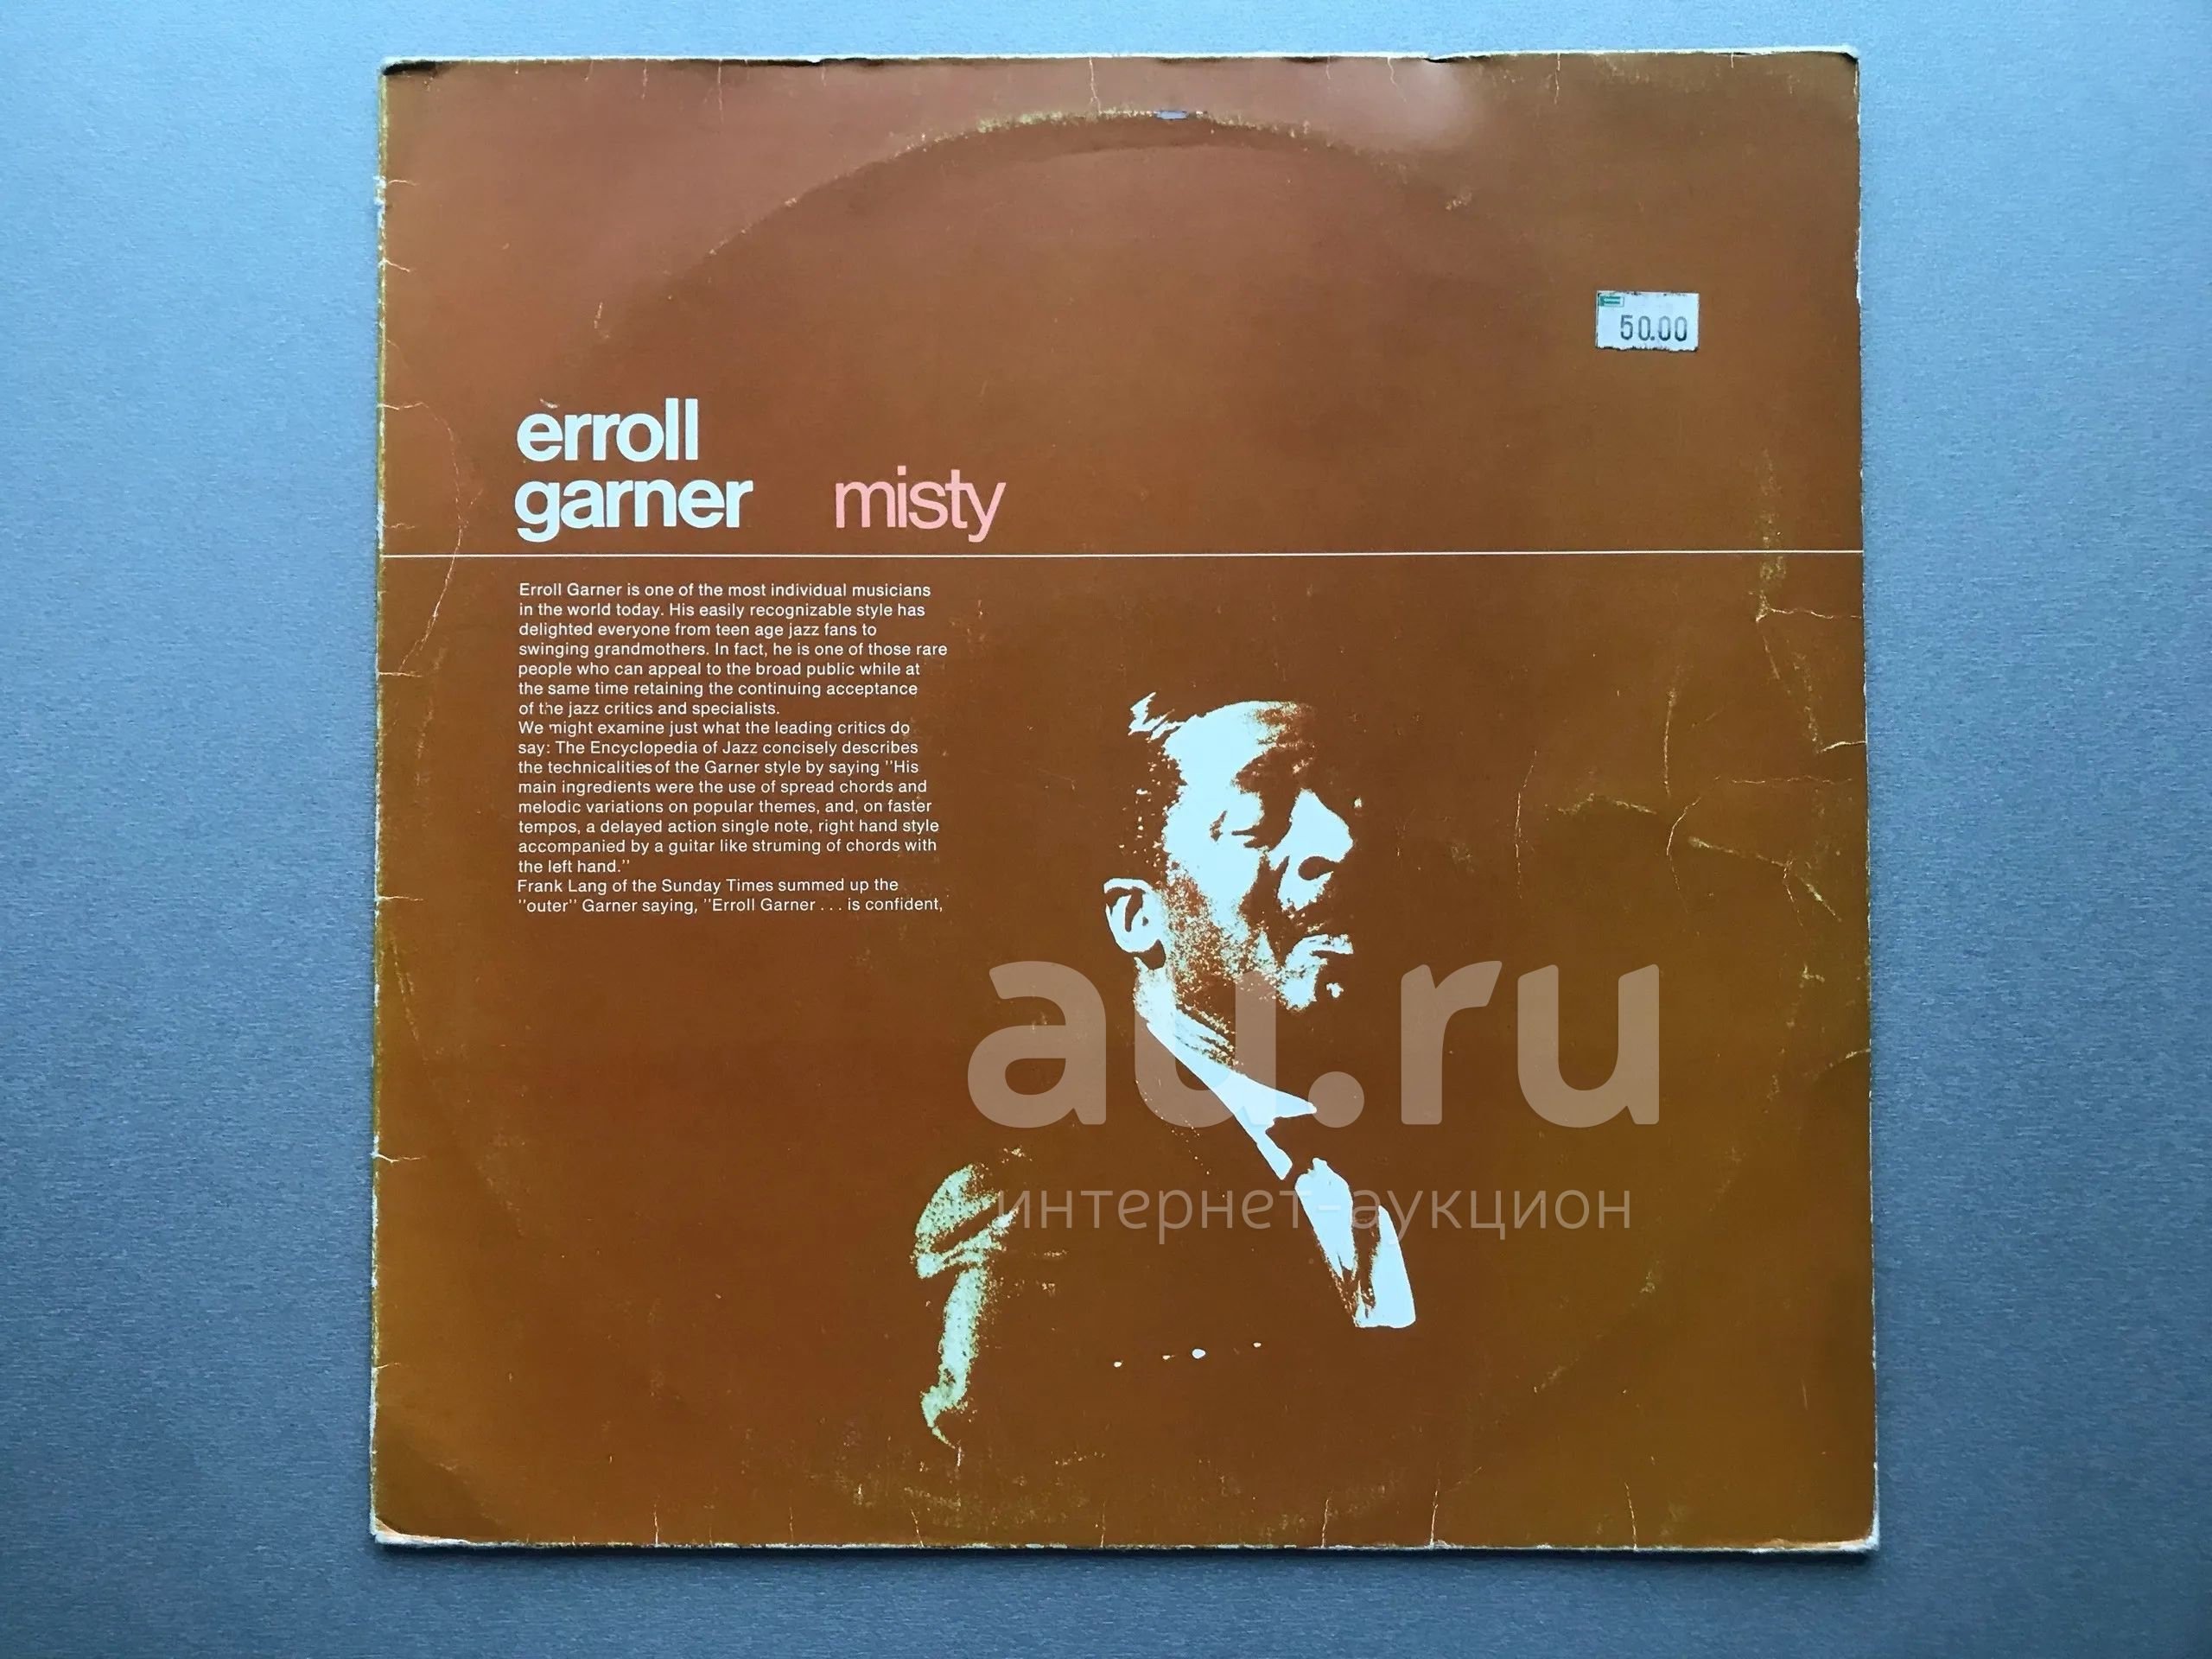 50.00
erroll
garner misty
Erroll Garner is one of the most individual musicians
in the world today. His easily recognizable style has
delighted everyone from teen age jazz fans to
swinging grandmothers. In fact, he is one of those rare
people who can appeal to the broad public while at
the same time retaining the continuing acceptance
of the jazz critics and specialists.
We might examine just what the leading critics do
say: The Encyclopedia of Jazz concisely describes
the technicalities of the Garner style by saying "His
main ingredients were the use of spread chords and
melodic variations on popular themes, and, on faster
tempos, a delayed action single note, right hand style
accompanied by a guitar like struming of chords with
the left hand."
Frank Lang of the Sunday Times summed up the
"outer" Garner saying, "Erroll Garner . . . is confident,
au.ru
интернет-аукцион